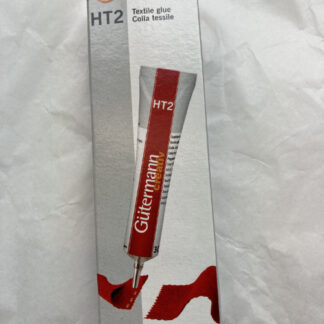 HT2
Textile glue
Colla tessile
HT2
Gütermann
creativ